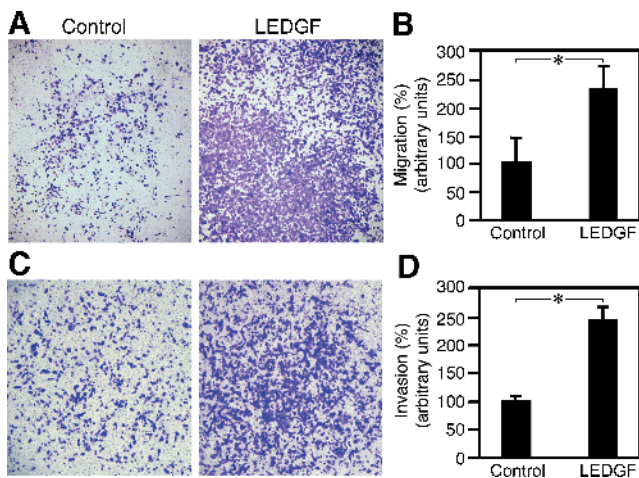 A
Control
LEDGF
B
Migration (%)
(arbitrary units)
300
250
200
150
100
50
0
*
Control
LEDGF
C
D
Invasion (%)
(arbitrary units)
300
250
200
150
100
50
0
*
Control
LEDGF